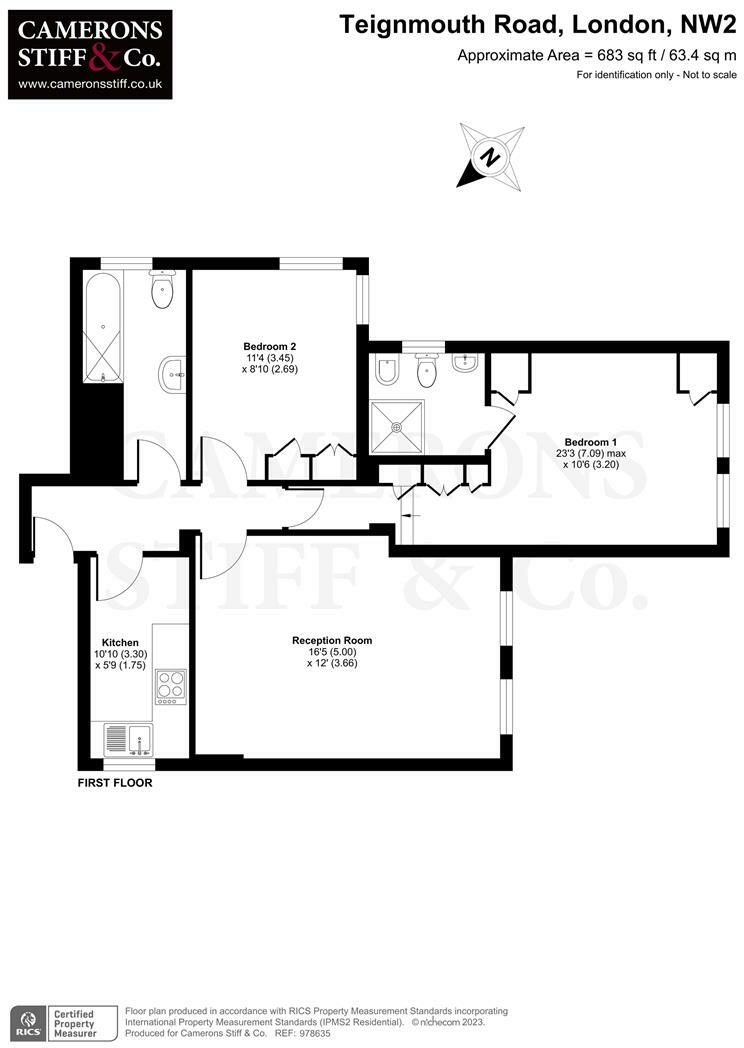 CAMERONS
STIFF & Co.
www.cameronsstiff.co.uk
Teignmouth Road, London, NW2
Approximate Area = 683 sq ft / 63.4 sq m
For identification only - Not to scale
N
Bedroom 2
11'4 (3.45)
x 8'10 (2.69)
Bedroom 1
23'3 (7.09) max
x 10'6 (3.20)
CAMERONS
STIFF & Co.
Kitchen
10'10 (3.30)
x 5'9 (1.75)
Reception Room
16'5 (5.00)
x 12' (3.66)
FIRST FLOOR
RICS
Certified
Property
Measurer
Floor plan produced in accordance with RICS Property Measurement Standards incorporating
International Property Measurement Standards (IPMS2 Residential). © nıchecom 2023.
Produced for Camerons Stiff & Co. REF: 978635